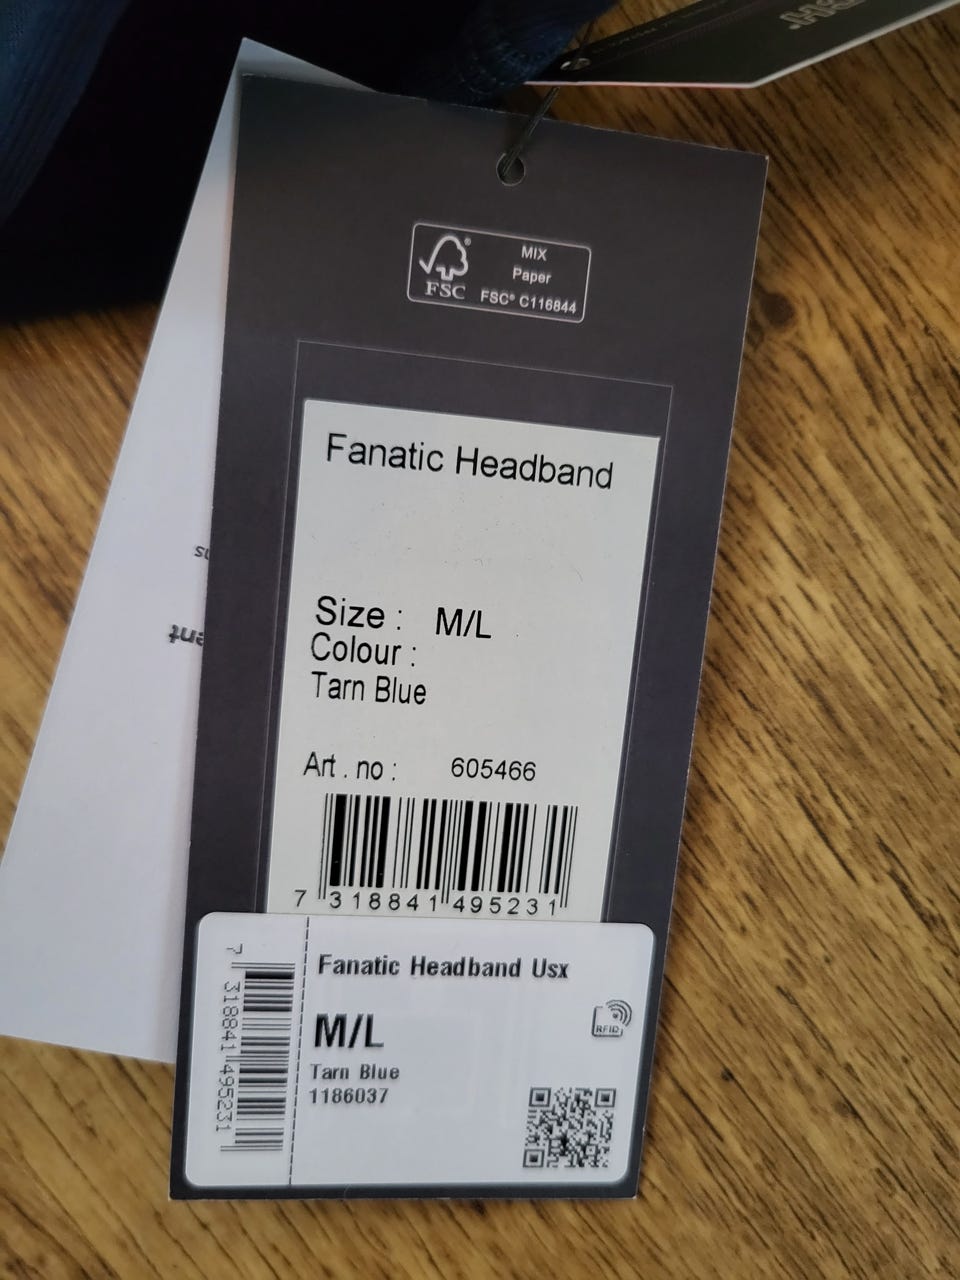 MIX
Paper
FSC® C116844
FSC
Fanatic Headband
Size : M/L
Colour :
Tarn Blue
Art . no : 605466
7 318841 495231
Fanatic Headband Usx
M/L
Tarn Blue
1186037
RFID
7 318841 495231
ent